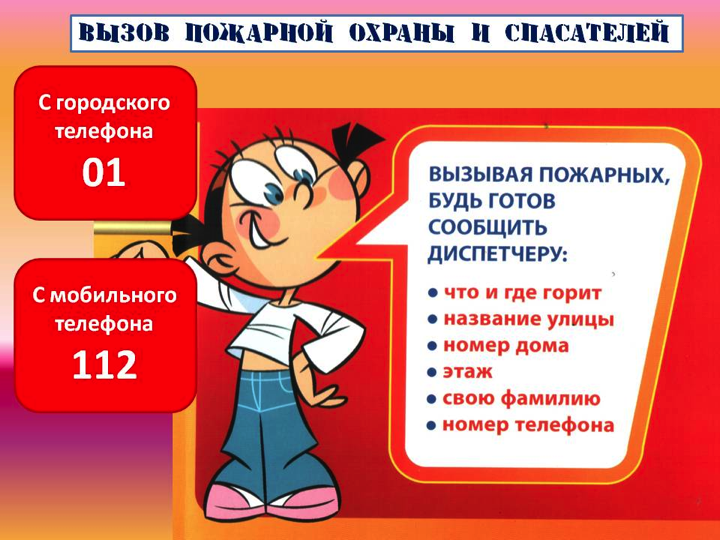 ВЫЗОВ ПОЖАРНОЙ ОХРАНЫ И СПАСАТЕЛЕЙ
С городского
телефона
01
С мобильного
телефона
112
ВЫЗЫВАЯ ПОЖАРНЫХ,
БУДЬ ГОТОВ
СООБЩИТЬ
ДИСПЕТЧЕРУ:
• что и где горит
• название улицы
• номер дома
• этаж
• свою фамилию
• номер телефона